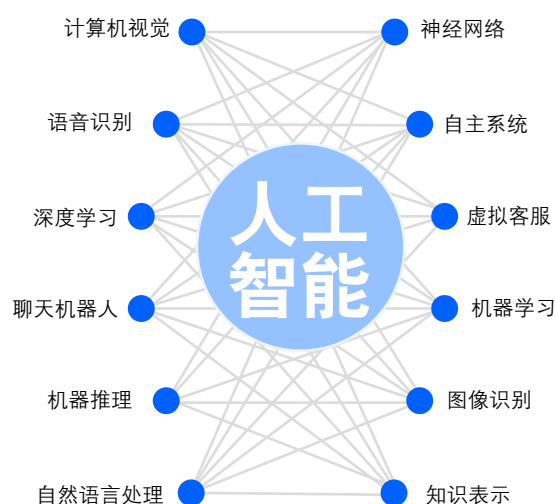 计算机视觉
神经网络
语音识别
自主系统
深度学习
人工
智能
虚拟客服
聊天机器人
机器学习
机器推理
图像识别
自然语言处理
知识表示